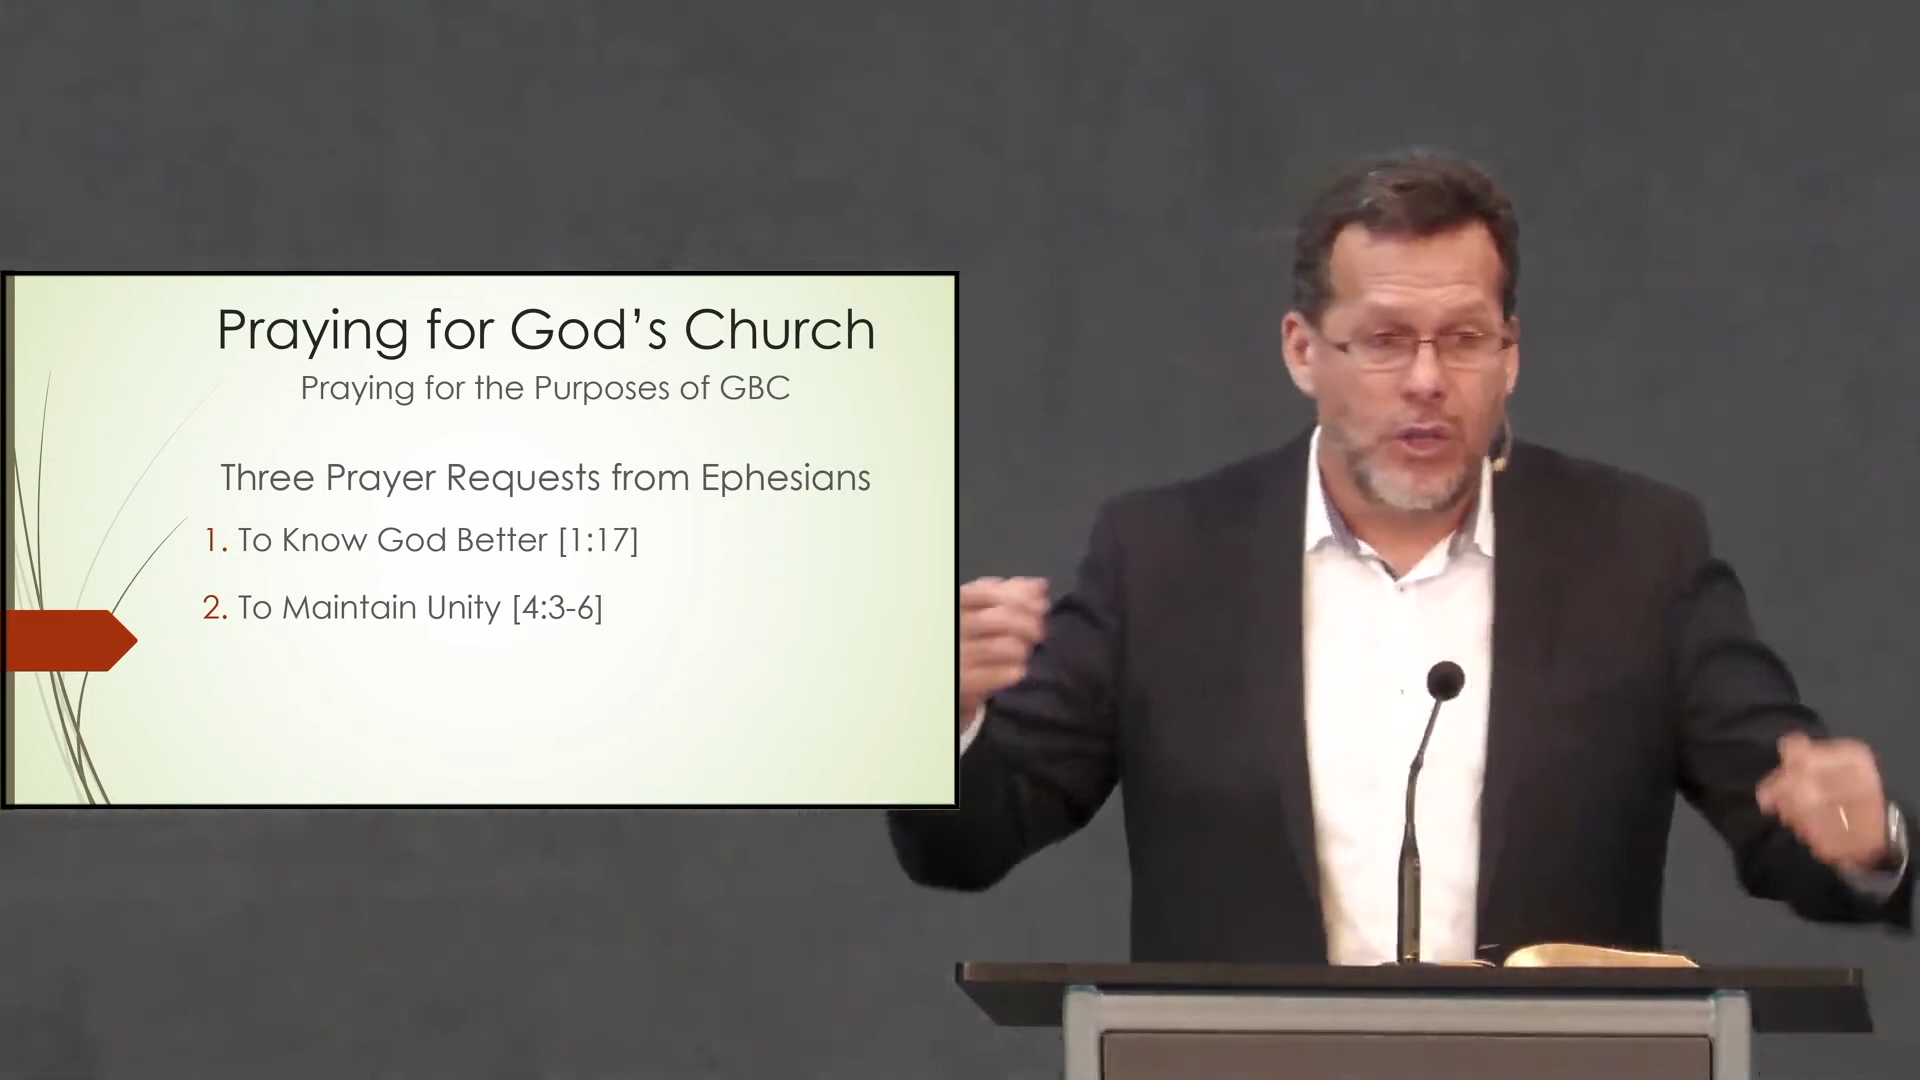 Praying for God’s Church
Praying for the Purposes of GBC
Three Prayer Requests from Ephesians
1. To Know God Better [1:17]
2. To Maintain Unity [4:3-6]